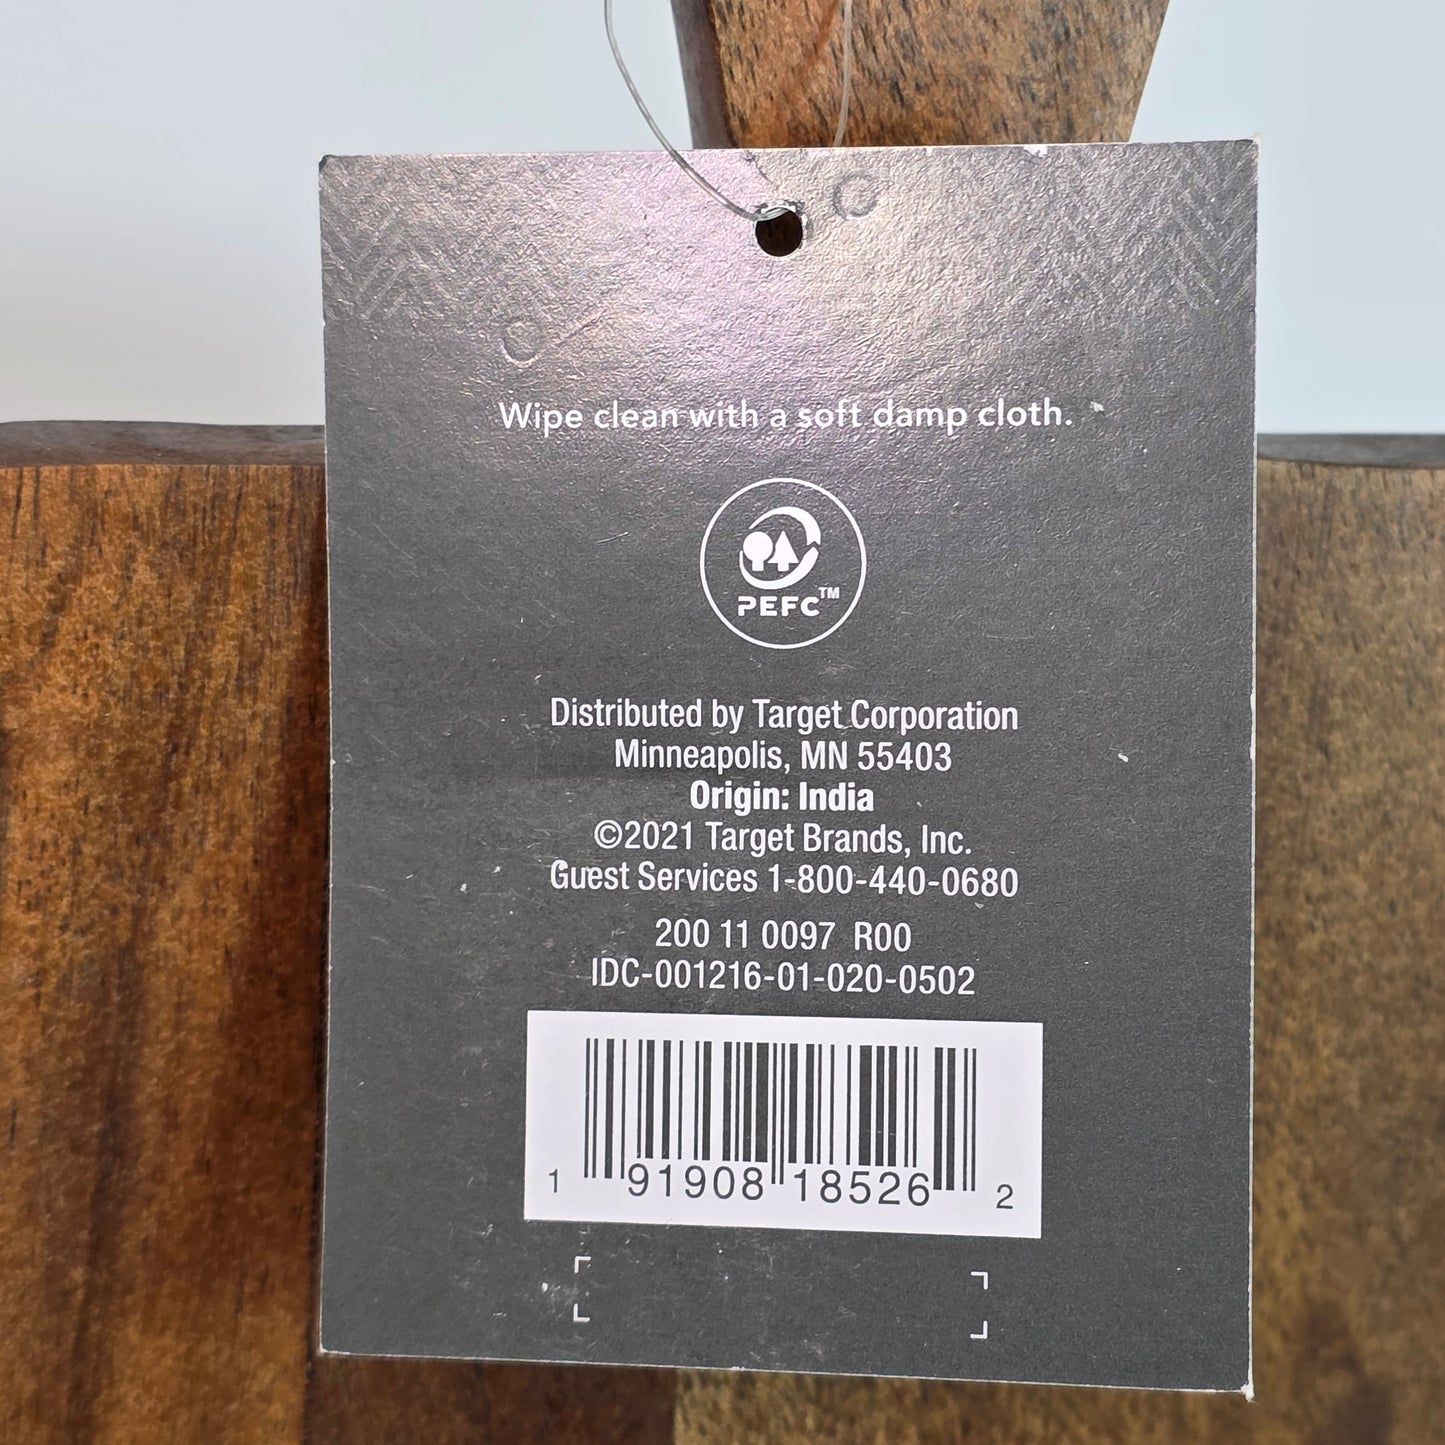 Wipe clean with a soft damp cloth.
PEFC™
Distributed by Target Corporation
Minneapolis, MN 55403
Origin: India
©2021 Target Brands, Inc.
Guest Services 1-800-440-0680
200 11 0097 R00
IDC-001216-01-020-0502
1 91908 18526 2